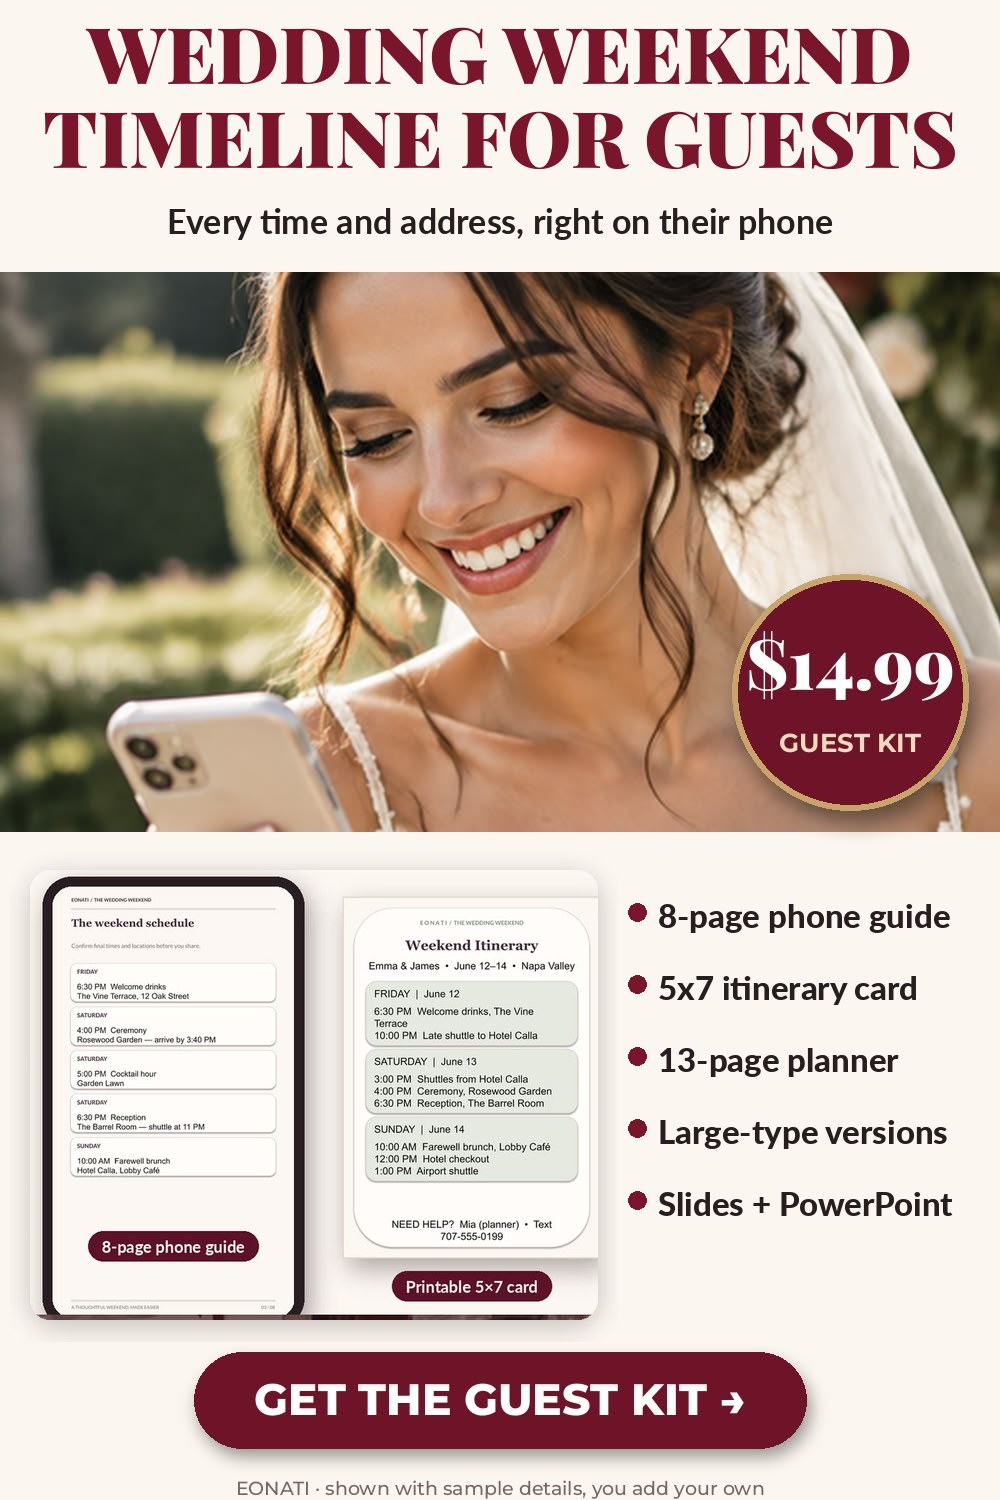 WEDDING WEEKEND
TIMELINE FOR GUESTS
Every time and address, right on their phone
$14.99
GUEST KIT
EONATI / THE WEDDING WEEKEND
The weekend schedule
Confirm final times and locations before you share.
FRIDAY
6:30 PM Welcome drinks
The Vine Terrace, 12 Oak Street
SATURDAY
4:00 PM Ceremony
Rosewood Garden — arrive by 3:40 PM
SATURDAY
5:00 PM Cocktail hour
Garden Lawn
SATURDAY
6:30 PM Reception
The Barrel Room — shuttle at 11 PM
SUNDAY
10:00 AM Farewell brunch
Hotel Calla, Lobby Café
8-page phone guide
A THOUGHTFUL WEEKEND, MADE EASIER
03 / 08
EONATI / THE WEDDING WEEKEND
Weekend Itinerary
Emma & James • June 12–14 • Napa Valley
FRIDAY | June 12
6:30 PM Welcome drinks, The Vine
Terrace
10:00 PM Late shuttle to Hotel Calla
SATURDAY | June 13
3:00 PM Shuttles from Hotel Calla
4:00 PM Ceremony, Rosewood Garden
6:30 PM Reception, The Barrel Room
SUNDAY | June 14
10:00 AM Farewell brunch, Lobby Café
12:00 PM Hotel checkout
1:00 PM Airport shuttle
NEED HELP? Mia (planner) • Text
707-555-0199
Printable 5×7 card
8-page phone guide
5x7 itinerary card
13-page planner
Large-type versions
Slides + PowerPoint
GET THE GUEST KIT →
EONATI · shown with sample details, you add your own